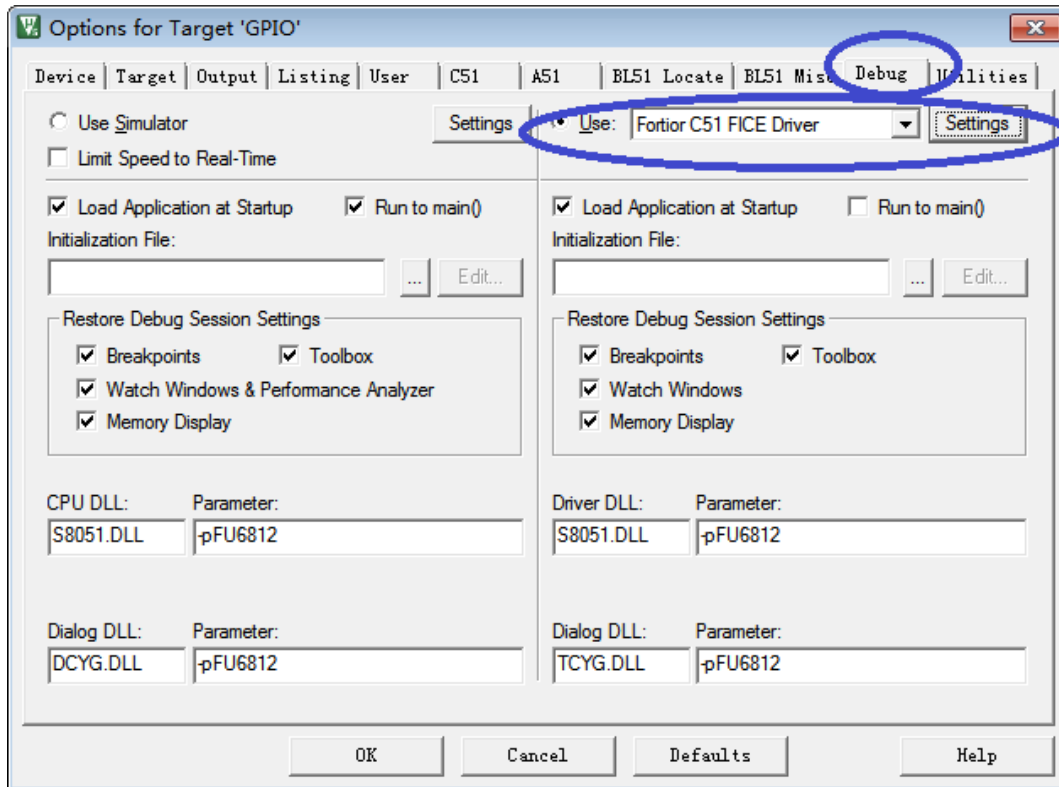 Options for Target 'GPIO'
Device Target Output Listing User C51 A51 BL51 Locate BL51 Misc Debug Utilities
Use Simulator Settings Use: Fortior C51 FICE Driver Settings
Limit Speed to Real-Time
Load Application at Startup Run to main() Load Application at Startup Run to main()
Initialization File: Initialization File:
... Edit... ... Edit...
Restore Debug Session Settings Restore Debug Session Settings
Breakpoints Toolbox Breakpoints Toolbox
Watch Windows & Performance Analyzer Watch Windows
Memory Display Memory Display
CPU DLL: Parameter: Driver DLL: Parameter:
S8051.DLL -pFU6812 S8051.DLL -pFU6812
Dialog DLL: Parameter: Dialog DLL: Parameter:
DCYG.DLL -pFU6812 TCYG.DLL -pFU6812
OK Cancel Defaults Help